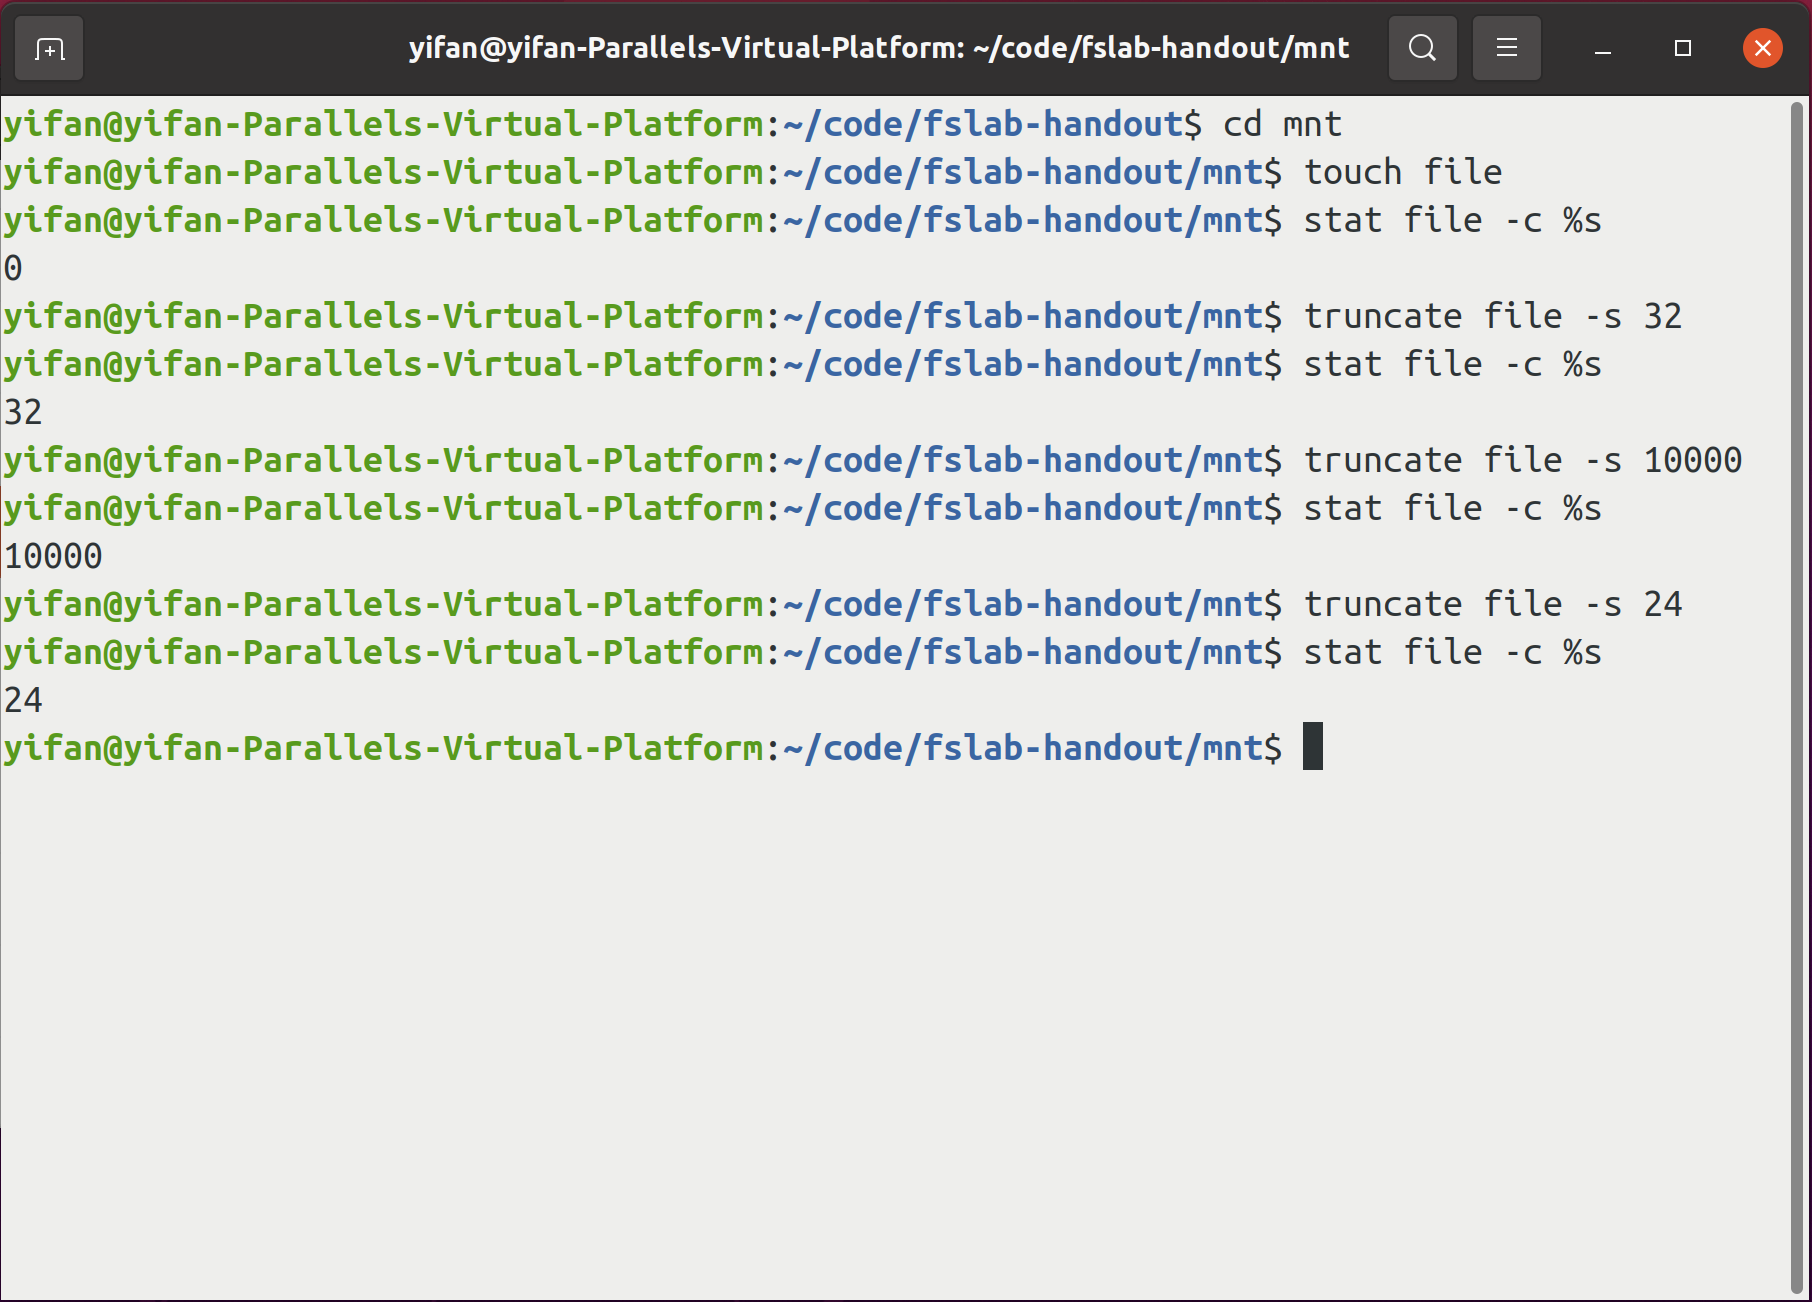 yifan@yifan-Parallels-Virtual-Platform: ~/code/fslab-handout/mnt
yifan@yifan-Parallels-Virtual-Platform:~/code/fslab-handout$ cd mnt
yifan@yifan-Parallels-Virtual-Platform:~/code/fslab-handout/mnt$ touch file
yifan@yifan-Parallels-Virtual-Platform:~/code/fslab-handout/mnt$ stat file -c %s
0
yifan@yifan-Parallels-Virtual-Platform:~/code/fslab-handout/mnt$ truncate file -s 32
yifan@yifan-Parallels-Virtual-Platform:~/code/fslab-handout/mnt$ stat file -c %s
32
yifan@yifan-Parallels-Virtual-Platform:~/code/fslab-handout/mnt$ truncate file -s 10000
yifan@yifan-Parallels-Virtual-Platform:~/code/fslab-handout/mnt$ stat file -c %s
10000
yifan@yifan-Parallels-Virtual-Platform:~/code/fslab-handout/mnt$ truncate file -s 24
yifan@yifan-Parallels-Virtual-Platform:~/code/fslab-handout/mnt$ stat file -c %s
24
yifan@yifan-Parallels-Virtual-Platform:~/code/fslab-handout/mnt$